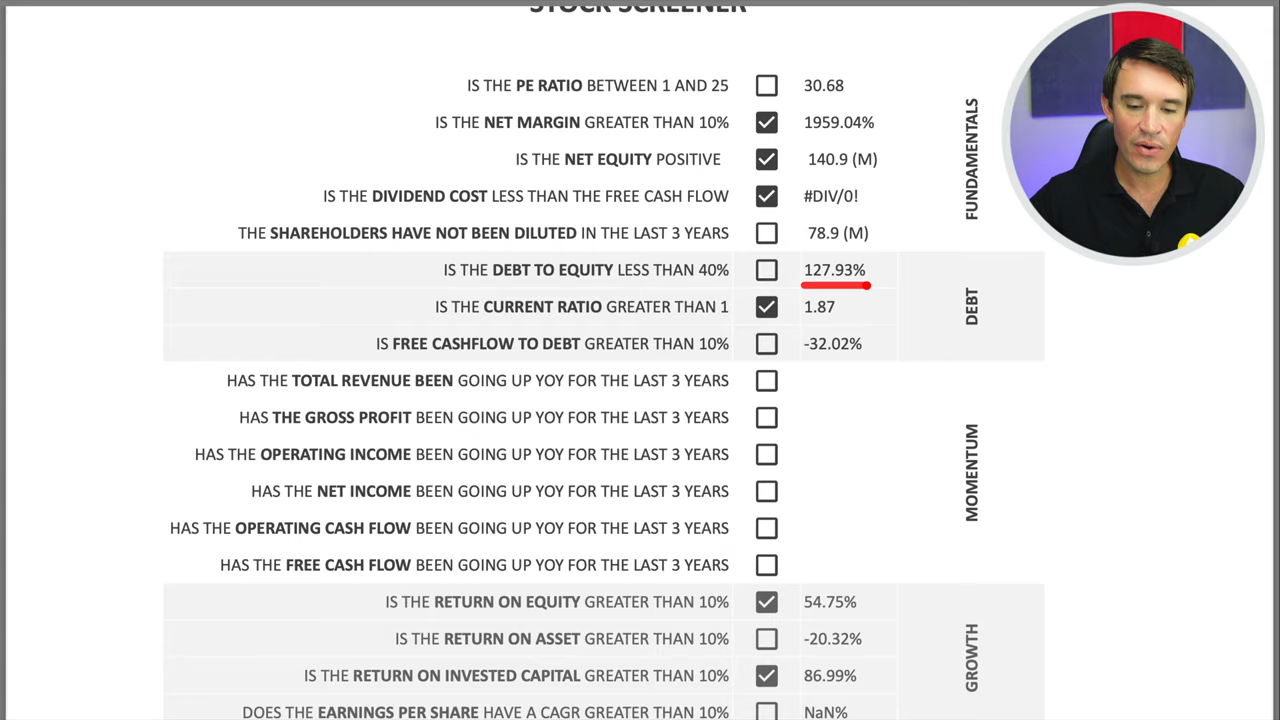 STOCK SCREENER
IS THE PE RATIO BETWEEN 1 AND 25 30.68
IS THE NET MARGIN GREATER THAN 10% 1959.04%
IS THE NET EQUITY POSITIVE 140.9 (M)
IS THE DIVIDEND COST LESS THAN THE FREE CASH FLOW #DIV/0!
THE SHAREHOLDERS HAVE NOT BEEN DILUTED IN THE LAST 3 YEARS 78.9 (M)
FUNDAMENTALS
IS THE DEBT TO EQUITY LESS THAN 40% 127.93%
IS THE CURRENT RATIO GREATER THAN 1 1.87
IS FREE CASHFLOW TO DEBT GREATER THAN 10% -32.02%
DEBT
HAS THE TOTAL REVENUE BEEN GOING UP YOY FOR THE LAST 3 YEARS
HAS THE GROSS PROFIT BEEN GOING UP YOY FOR THE LAST 3 YEARS
HAS THE OPERATING INCOME BEEN GOING UP YOY FOR THE LAST 3 YEARS
HAS THE NET INCOME BEEN GOING UP YOY FOR THE LAST 3 YEARS
HAS THE OPERATING CASH FLOW BEEN GOING UP YOY FOR THE LAST 3 YEARS
HAS THE FREE CASH FLOW BEEN GOING UP YOY FOR THE LAST 3 YEARS
MOMENTUM
IS THE RETURN ON EQUITY GREATER THAN 10% 54.75%
IS THE RETURN ON ASSET GREATER THAN 10% -20.32%
IS THE RETURN ON INVESTED CAPITAL GREATER THAN 10% 86.99%
DOES THE EARNINGS PER SHARE HAVE A CAGR GREATER THAN 10% NaN%
GROWTH